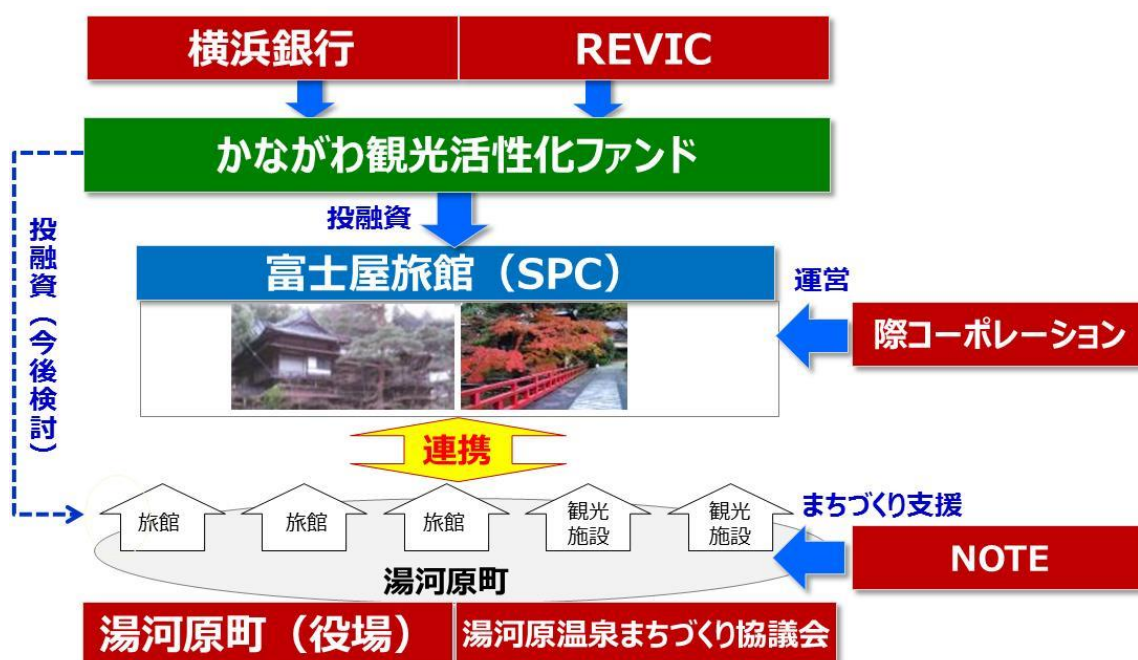 横浜銀行
REVIC
かながわ観光活性化ファンド
投融資
投融資（今後検討）
富士屋旅館（SPC）
運営
際コーポレーション
連携
旅館
旅館
旅館
観光
施設
観光
施設
まちづくり支援
NOTE
湯河原町
湯河原町（役場）
湯河原温泉まちづくり協議会